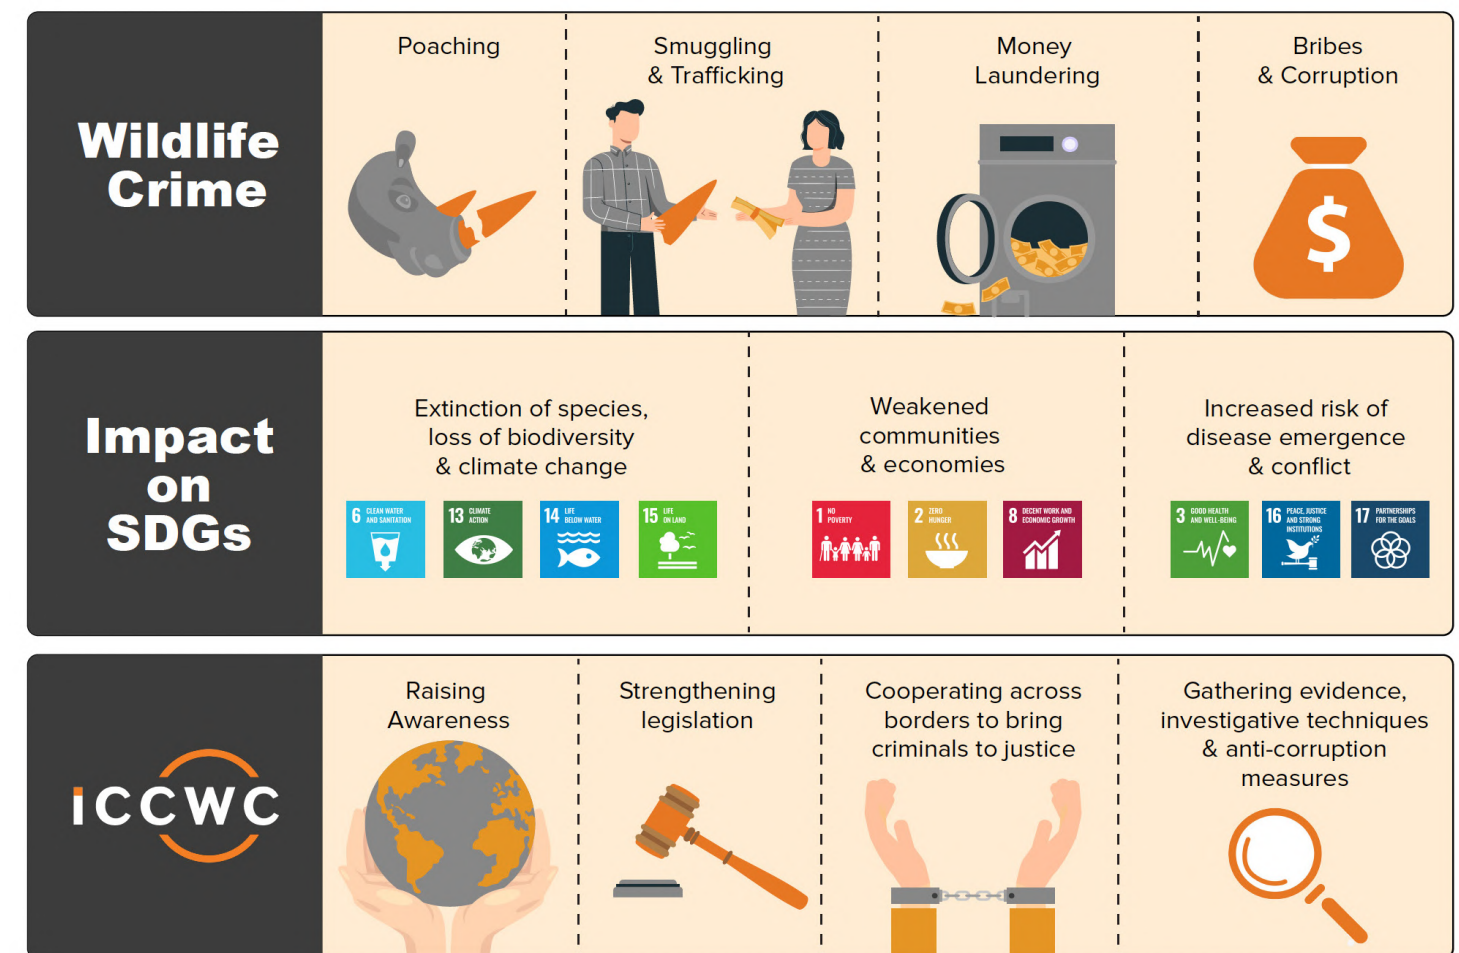 Wildlife
Crime
Poaching
Smuggling
& Trafficking
Money
Laundering
Bribes
& Corruption
$
Impact
on
SDGs
Extinction of species,
loss of biodiversity
& climate change
6 CLEAN WATER
AND SANITATION
13 CLIMATE
ACTION
14 LIFE
BELOW WATER
15 LIFE
ON LAND
Weakened
communities
& economies
1 NO
POVERTY
2 ZERO
HUNGER
8 DECENT WORK AND
ECONOMIC GROWTH
Increased risk of
disease emergence
& conflict
3 GOOD HEALTH
AND WELL-BEING
16 PEACE, JUSTICE
AND STRONG
INSTITUTIONS
17 PARTNERSHIPS
FOR THE GOALS
iCCWC
Raising
Awareness
Strengthening
legislation
Cooperating across
borders to bring
criminals to justice
Gathering evidence,
investigative techniques
& anti-corruption
measures